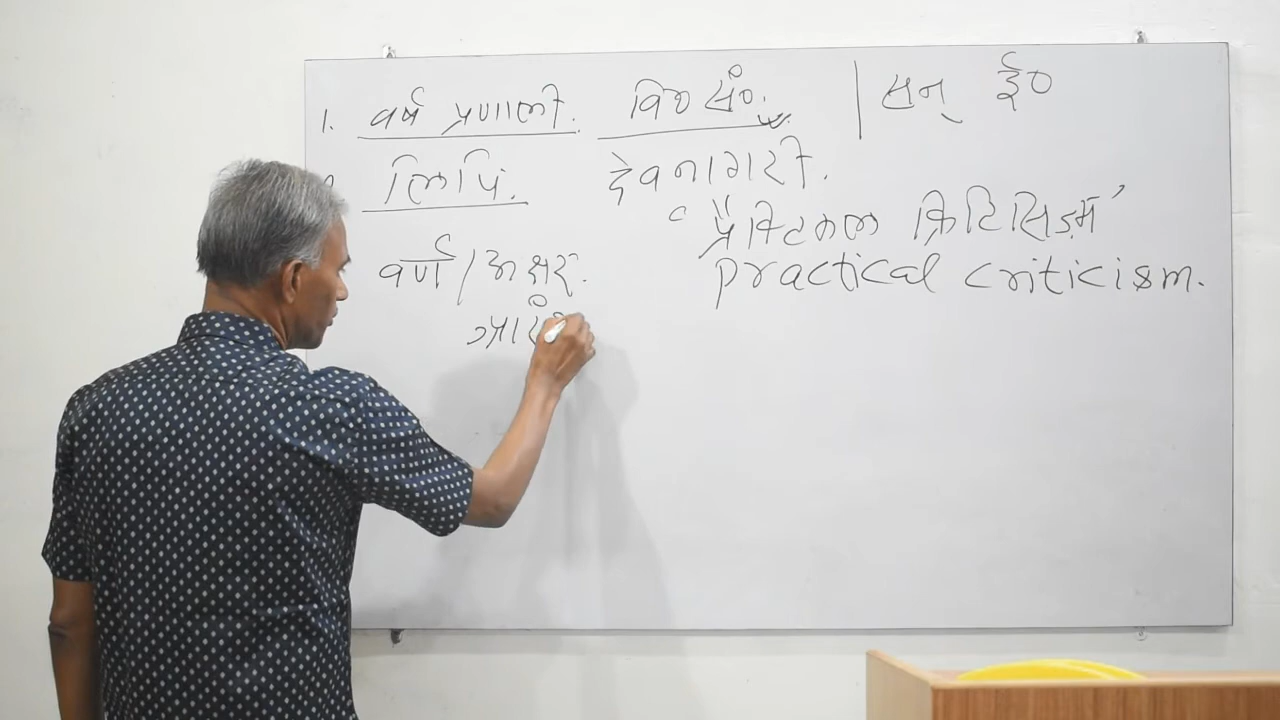 1. वर्ष प्रणाली. वि० सं०. | सन् ई०
लिपि. देवनागरी.
"प्रैक्टिकल क्रिटिसिज़्म"
वर्ण/अक्षर practical criticism.